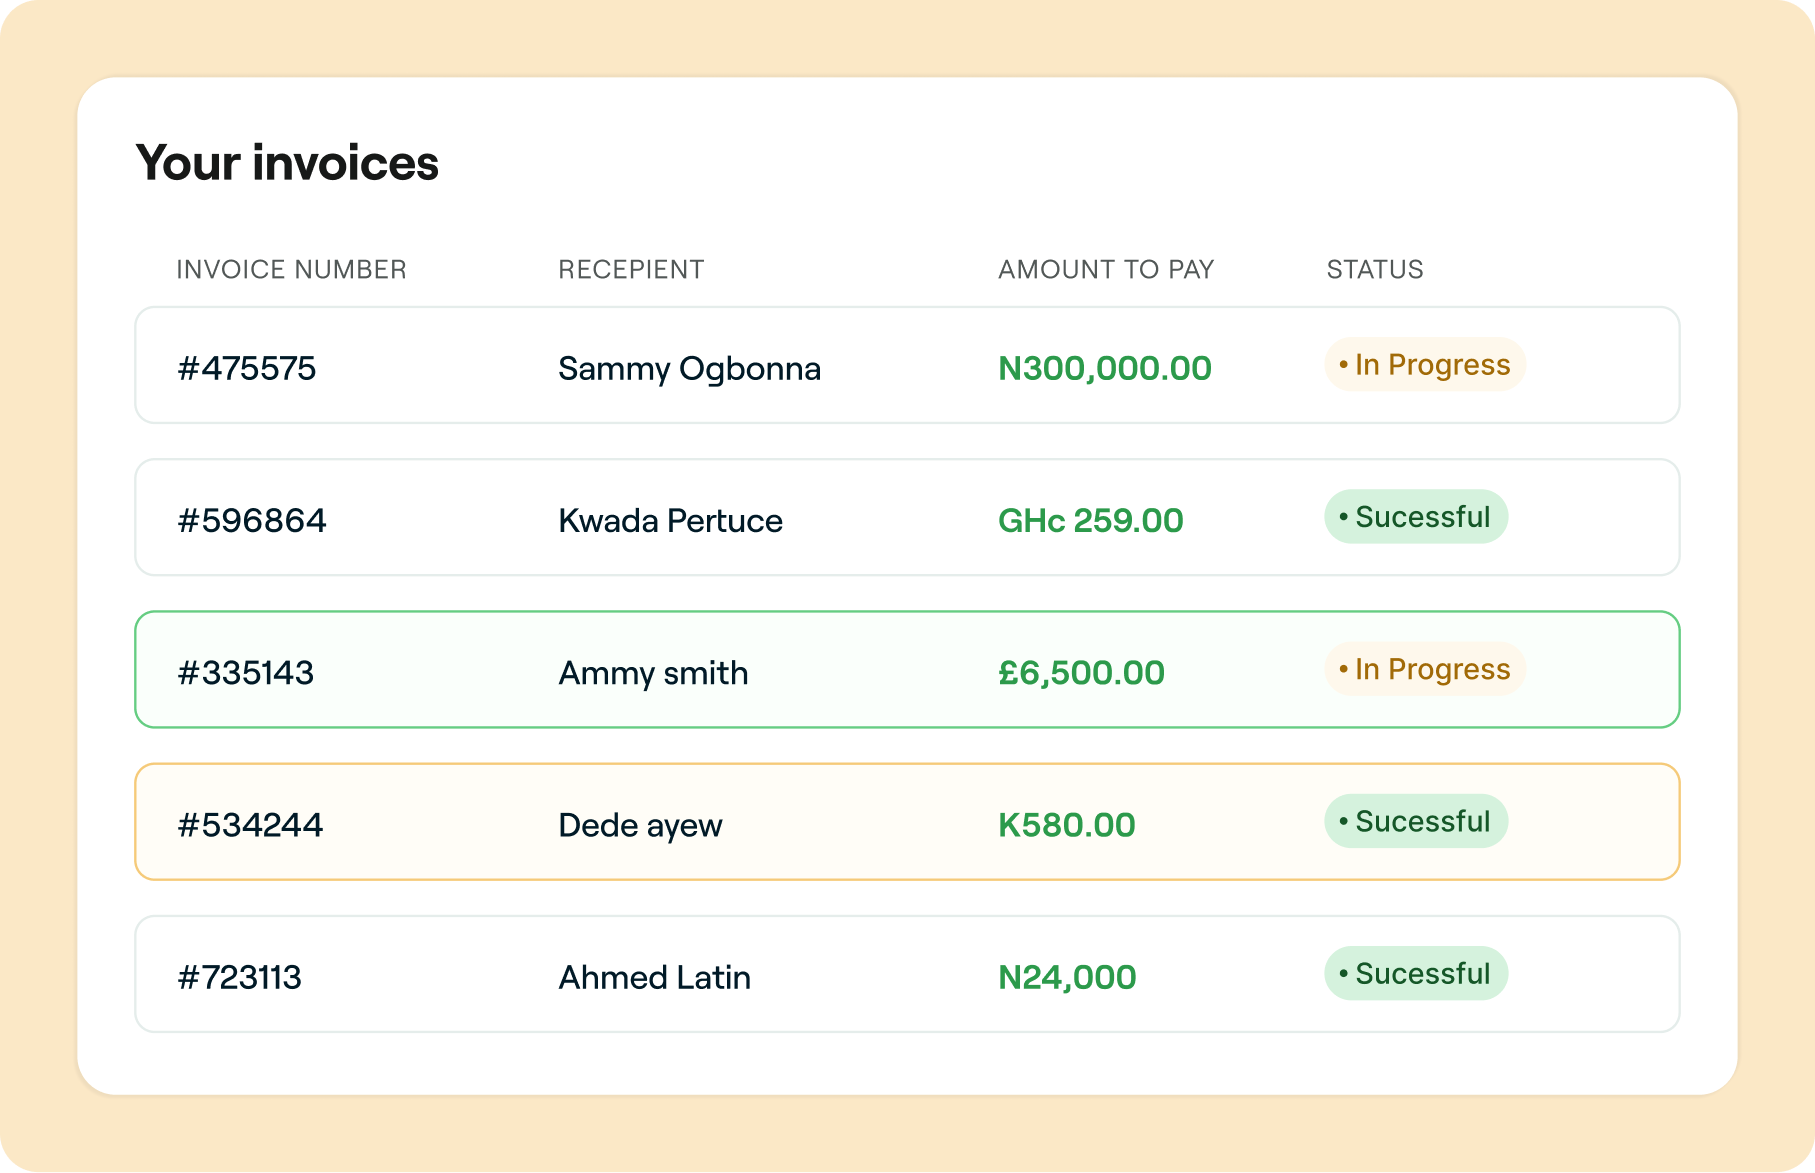 Your invoices
INVOICE NUMBER RECEPIENT AMOUNT TO PAY STATUS
#475575 Sammy Ogbonna N300,000.00 • In Progress
#596864 Kwada Pertuce GHc 259.00 • Sucessful
#335143 Ammy smith £6,500.00 • In Progress
#534244 Dede ayew K580.00 • Sucessful
#723113 Ahmed Latin N24,000 • Sucessful